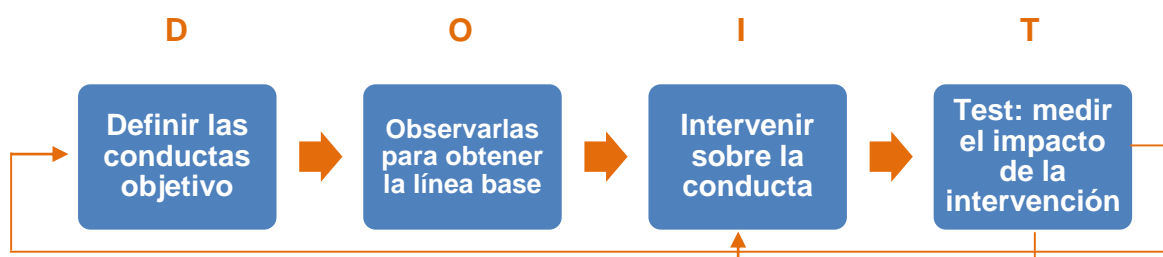 D O I T
Definir las
conductas
objetivo
Observarlas
para obtener
la línea base
Intervenir
sobre la
conducta
Test: medir
el impacto
de la
intervención